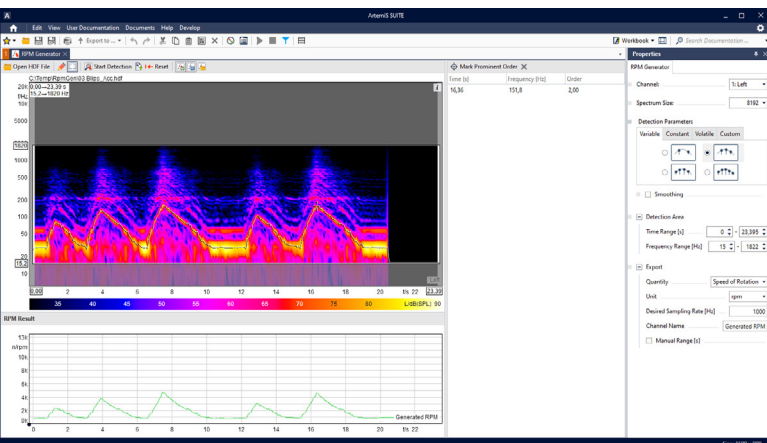 ArtemiS SUITE
Edit View User Documentation Documents Help Develop
Export to ...
Workbook
Search Documentation ...
RPM Generator
Properties
Open HDF File
Start Detection
Reset
Mark Prominent Order
RPM Generator
C:\Temp\RpmGen\03 Blips_Acc.hdf
Time [s] Frequency [Hz] Order
16,36 151,8 2,00
0,00→23,39 s
15,2→1820 Hz
20k
f/Hz
10k
5000
1820
1000
500
200
100
50
20
15,2
10
0,00 2 4 6 8 10 12 14 16 18 20 t/s 22 23,39
35 40 45 50 55 60 65 70 75 80 L/dB(SPL) 90
RPM Result
13k
n/rpm
10k
8k
6k
4k
2k
0k
Generated RPM
0 2 4 6 8 10 12 14 16 18 20 t/s 22
Channel: 1: Left
Spectrum Size: 8192
Detection Parameters
Variable Constant Volatile Custom
Smoothing
Detection Area
Time Range [s] 0 - 23,395
Frequency Range [Hz] 15 - 1822
Export
Quantity Speed of Rotation
Unit rpm
Desired Sampling Rate [Hz] 1000
Channel Name Generated RPM
Manual Range [s]